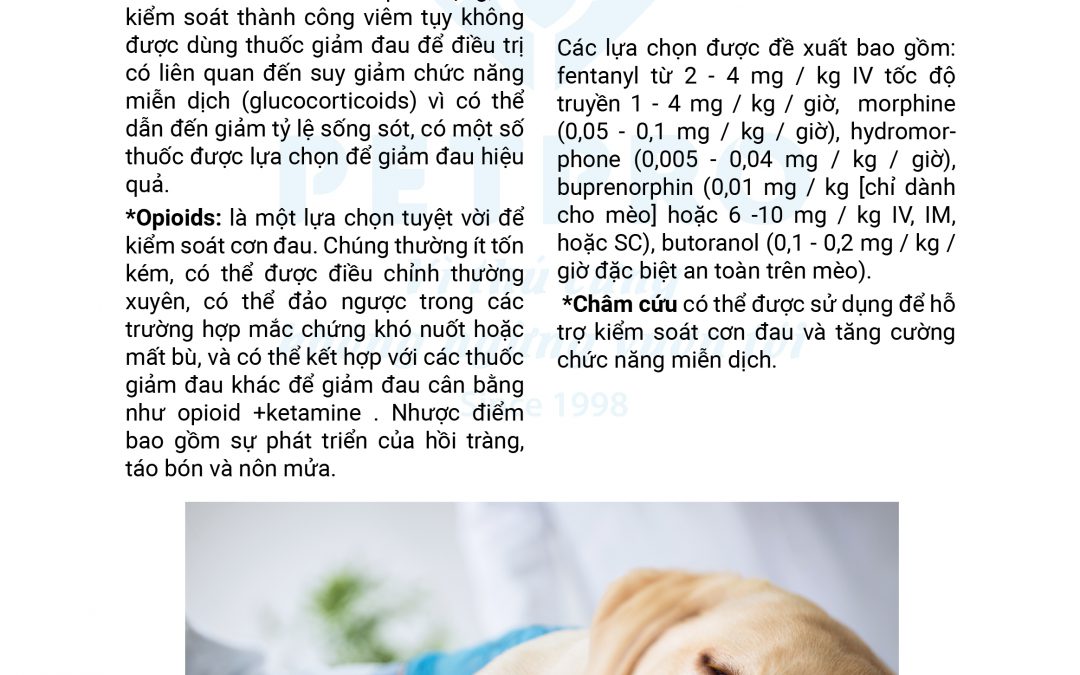 kiểm soát thành công viêm tụy không
được dùng thuốc giảm đau để điều trị
có liên quan đến suy giảm chức năng
miễn dịch (glucocorticoids) vì có thể
dẫn đến giảm tỷ lệ sống sót, có một số
thuốc được lựa chọn để giảm đau hiệu
quả.
*Opioids: là một lựa chọn tuyệt vời để
kiểm soát cơn đau. Chúng thường ít tốn
kém, có thể được điều chỉnh thường
xuyên, có thể đảo ngược trong các
trường hợp mắc chứng khó nuốt hoặc
mất bù, và có thể kết hợp với các thuốc
giảm đau khác để giảm đau cân bằng
như opioid +ketamine . Nhược điểm
bao gồm sự phát triển của hồi tràng,
táo bón và nôn mửa.
Các lựa chọn được đề xuất bao gồm:
fentanyl từ 2 - 4 mg / kg IV tốc độ
truyền 1 - 4 mg / kg / giờ, morphine
(0,05 - 0,1 mg / kg / giờ), hydromor-
phone (0,005 - 0,04 mg / kg / giờ),
buprenorphin (0,01 mg / kg [chỉ dành
cho mèo] hoặc 6 -10 mg / kg IV, IM,
hoặc SC), butoranol (0,1 - 0,2 mg / kg /
giờ đặc biệt an toàn trên mèo).
*Châm cứu có thể được sử dụng để hỗ
trợ kiểm soát cơn đau và tăng cường
chức năng miễn dịch.
PETPRO
Vì thú cưng
Since 1998